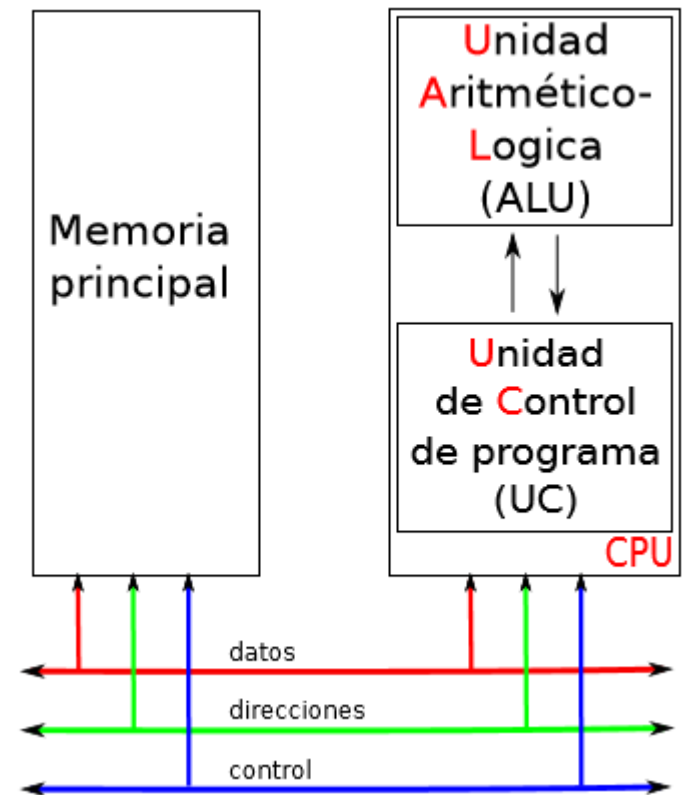 Memoria
principal
Unidad
Aritmético-
Logica
(ALU)
Unidad
de Control
de programa
(UC)
CPU
datos
direcciones
control